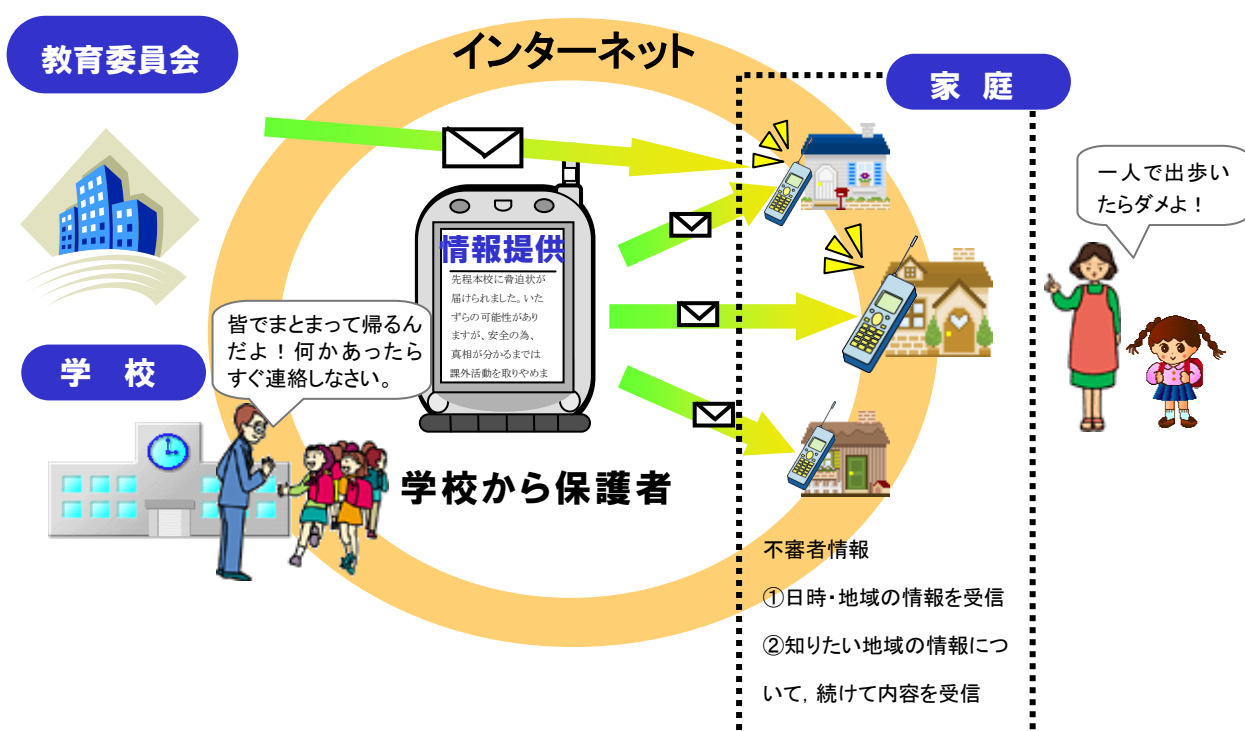 教育委員会
インターネット
家 庭
一人で出歩い
たらダメよ！
情報提供
先程本校に脅迫状が
届けられました。いた
ずらの可能性があり
ますが、安全の為、
真相が分かるまでは
課外活動を取りやめま
皆でまとまって帰るん
だよ！何かあったら
すぐ連絡しなさい。
学 校
学校から保護者
不審者情報
①日時・地域の情報を受信
②知りたい地域の情報につ
いて，続けて内容を受信